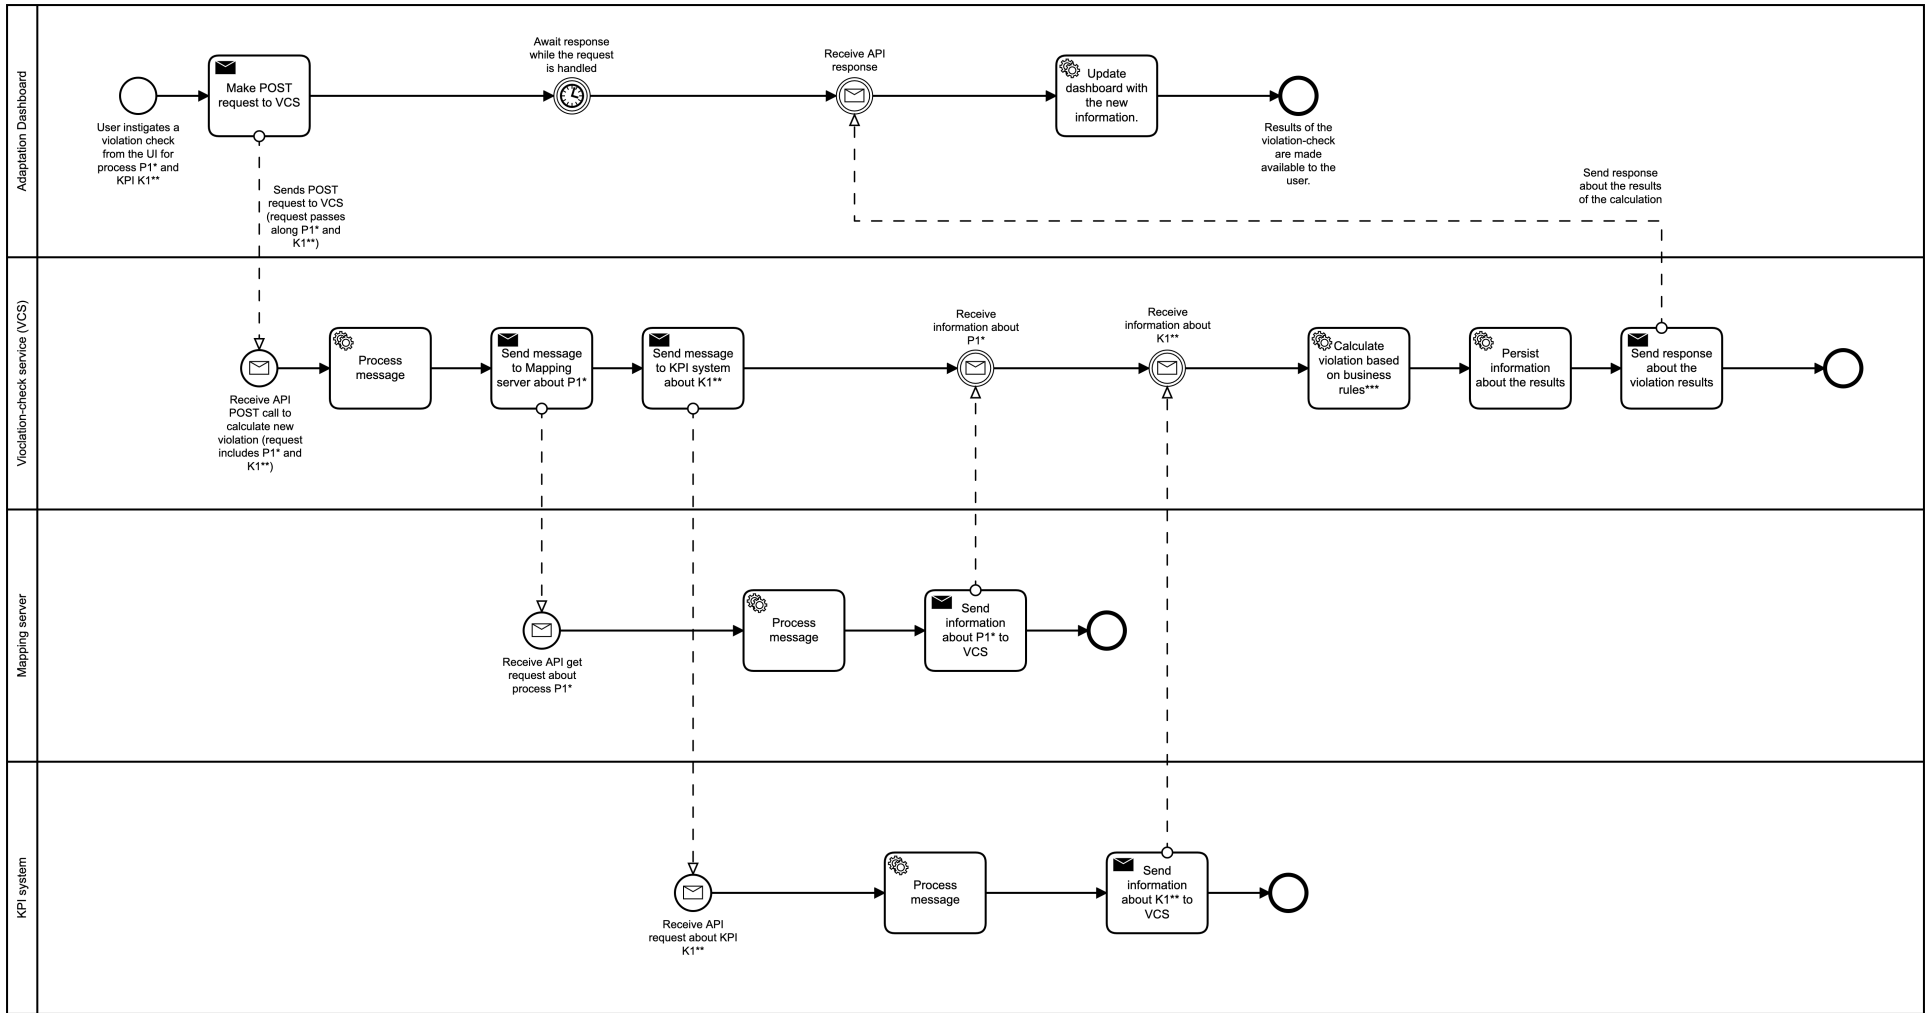 Adaptation Dashboard
User instigates a
violation check
from the UI for
process P1* and
KPI K1**
Make POST
request to VCS
Sends POST
request to VCS
(request passes
along P1* and
K1**)
Await response
while the request
is handled
Receive API
response
Update
dashboard with
the new
information.
Results of the
violation-check
are made
available to the
user.
Send response
about the results
of the calculation
Vioclation-check service (VCS)
Receive API
POST call to
calculate new
violation (request
includes P1* and
K1**)
Process
message
Send message
to Mapping
server about P1*
Send message
to KPI system
about K1**
Receive
information about
P1*
Receive
information about
K1**
Calculate
violation based
on business
rules***
Persist
information
about the results
Send response
about the
violation results
Mapping server
Receive API get
request about
process P1*
Process
message
Send
information
about P1* to
VCS
KPI system
Receive API
request about KPI
K1**
Process
message
Send
information
about K1** to
VCS